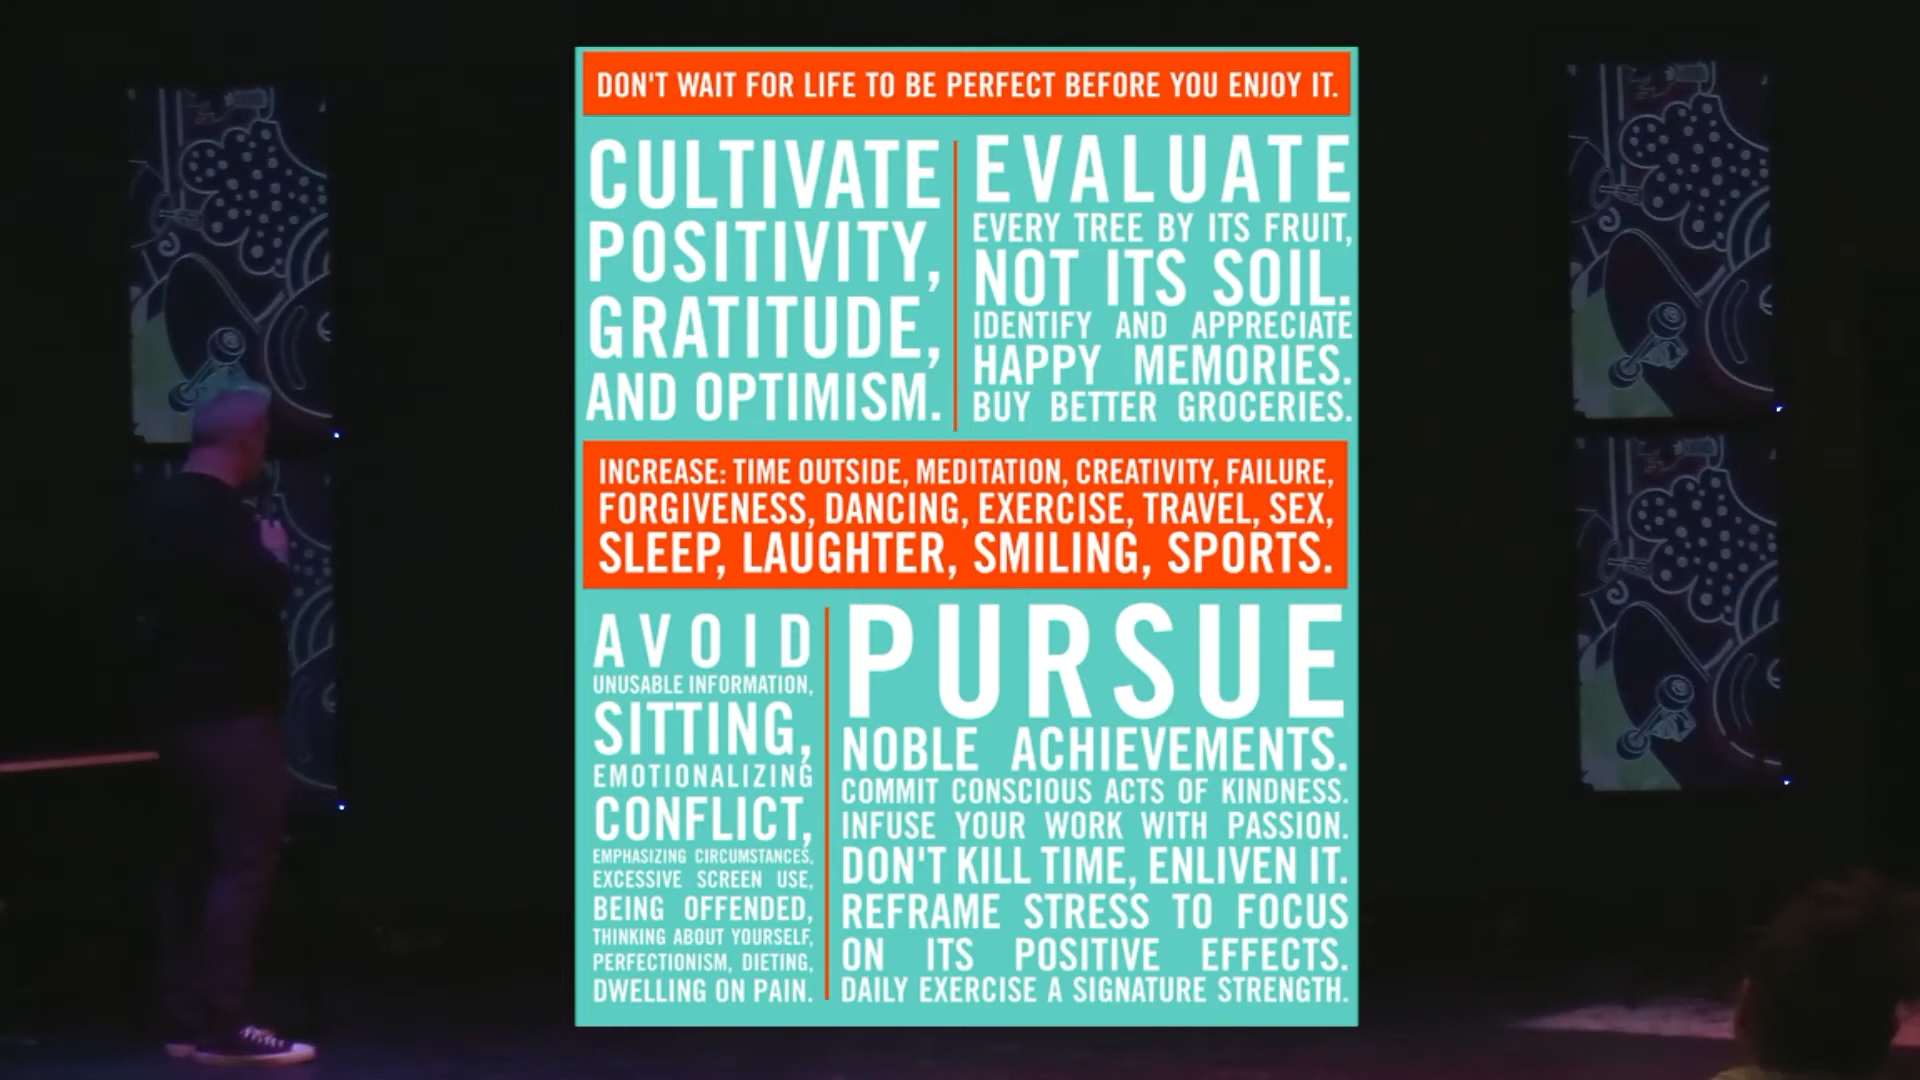 DON'T WAIT FOR LIFE TO BE PERFECT BEFORE YOU ENJOY IT.
CULTIVATE
POSITIVITY,
GRATITUDE,
AND OPTIMISM.
EVALUATE
EVERY TREE BY ITS FRUIT,
NOT ITS SOIL.
IDENTIFY AND APPRECIATE
HAPPY MEMORIES.
BUY BETTER GROCERIES.
INCREASE: TIME OUTSIDE, MEDITATION, CREATIVITY, FAILURE,
FORGIVENESS, DANCING, EXERCISE, TRAVEL, SEX,
SLEEP, LAUGHTER, SMILING, SPORTS.
AVOID
UNUSABLE INFORMATION,
SITTING,
EMOTIONALIZING
CONFLICT,
EMPHASIZING CIRCUMSTANCES,
EXCESSIVE SCREEN USE,
BEING OFFENDED,
THINKING ABOUT YOURSELF,
PERFECTIONISM, DIETING,
DWELLING ON PAIN.
PURSUE
NOBLE ACHIEVEMENTS.
COMMIT CONSCIOUS ACTS OF KINDNESS.
INFUSE YOUR WORK WITH PASSION.
DON'T KILL TIME, ENLIVEN IT.
REFRAME STRESS TO FOCUS
ON ITS POSITIVE EFFECTS.
DAILY EXERCISE A SIGNATURE STRENGTH.